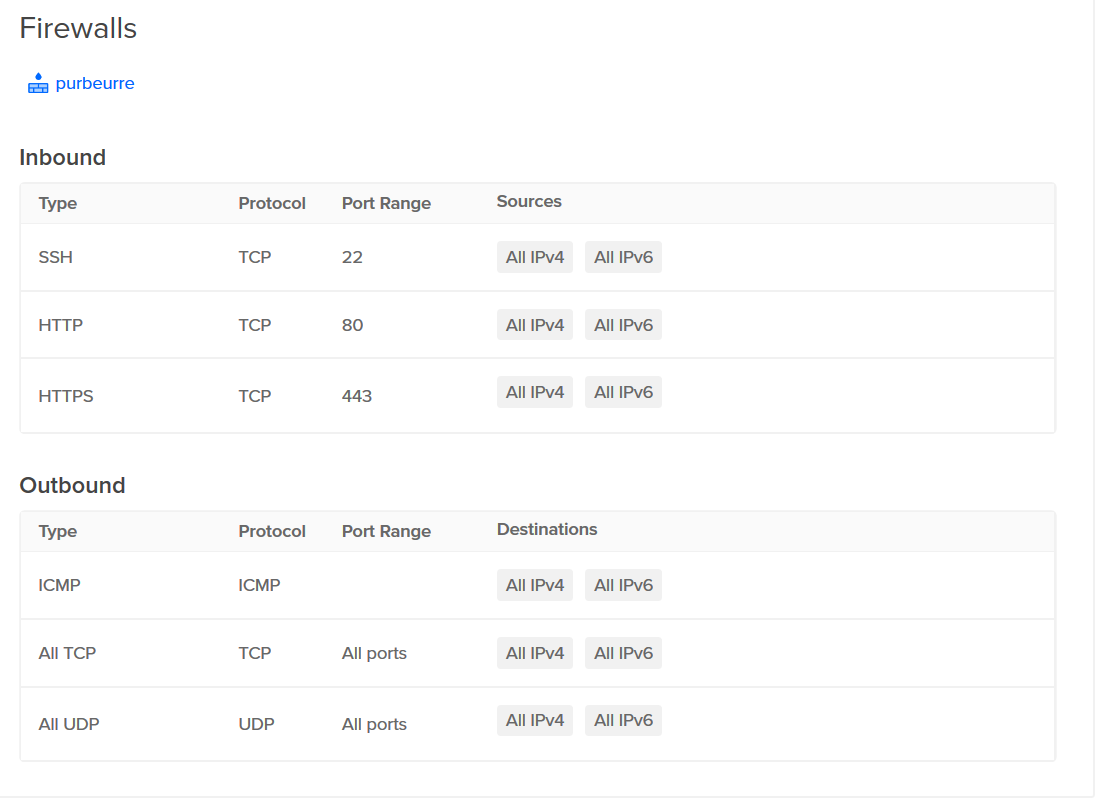 Firewalls
purbeurre
Inbound
Type Protocol Port Range Sources
SSH TCP 22 All IPv4 All IPv6
HTTP TCP 80 All IPv4 All IPv6
HTTPS TCP 443 All IPv4 All IPv6
Outbound
Type Protocol Port Range Destinations
ICMP ICMP All IPv4 All IPv6
All TCP TCP All ports All IPv4 All IPv6
All UDP UDP All ports All IPv4 All IPv6